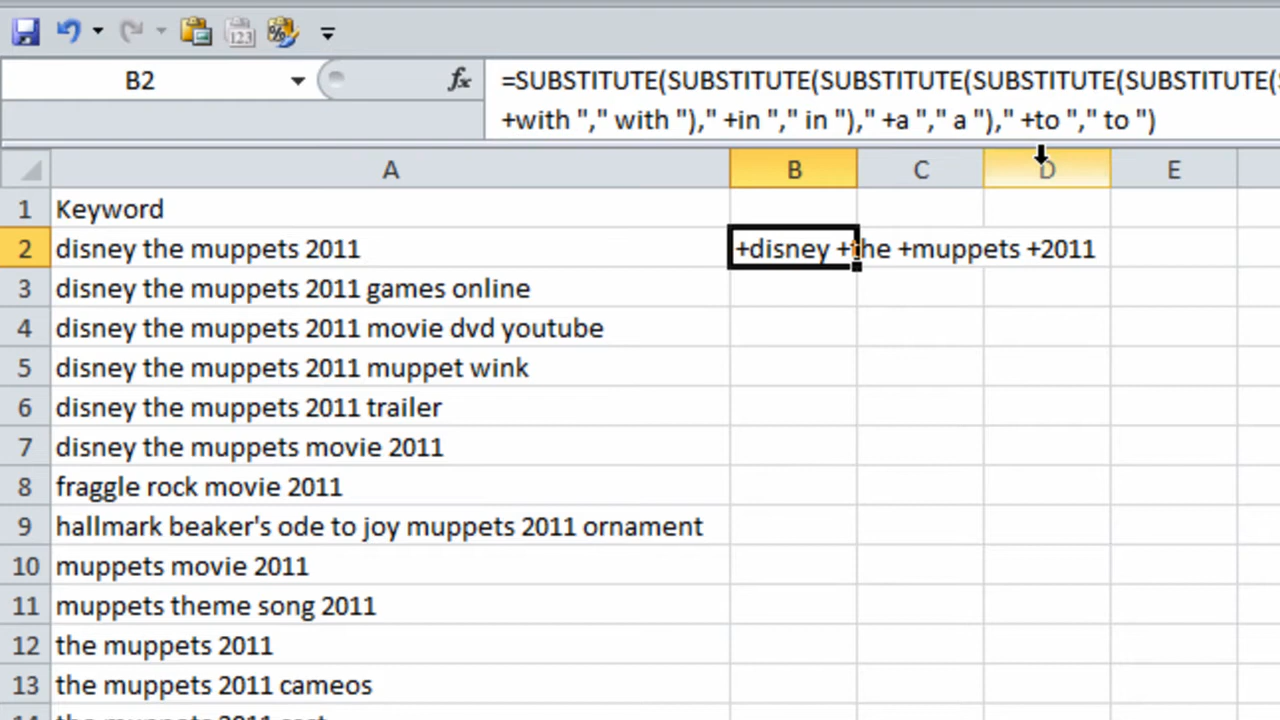 123
B2
fx
=SUBSTITUTE(SUBSTITUTE(SUBSTITUTE(SUBSTITUTE(SUBSTITUTE(
+with "," with ")," +in "," in ")," +a "," a ")," +to "," to ")
A B C D E
1 Keyword
2 disney the muppets 2011 +disney +the +muppets +2011
3 disney the muppets 2011 games online
4 disney the muppets 2011 movie dvd youtube
5 disney the muppets 2011 muppet wink
6 disney the muppets 2011 trailer
7 disney the muppets movie 2011
8 fraggle rock movie 2011
9 hallmark beaker's ode to joy muppets 2011 ornament
10 muppets movie 2011
11 muppets theme song 2011
12 the muppets 2011
13 the muppets 2011 cameos